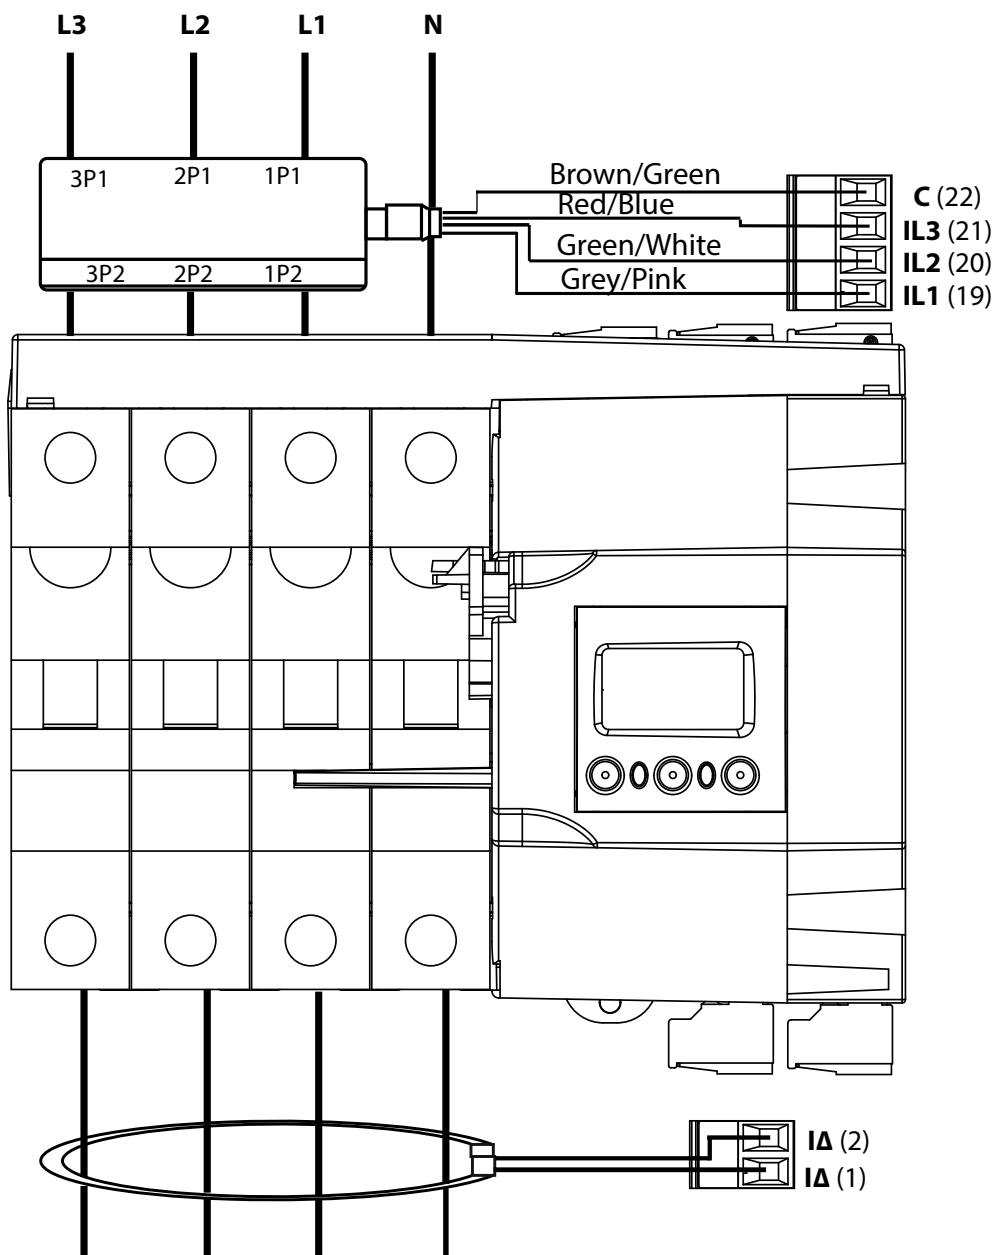 L3 L2 L1 N
3P1 2P1 1P1
3P2 2P2 1P2
Brown/Green
Red/Blue
Green/White
Grey/Pink
C (22)
IL3 (21)
IL2 (20)
IL1 (19)
IΔ (2)
IΔ (1)